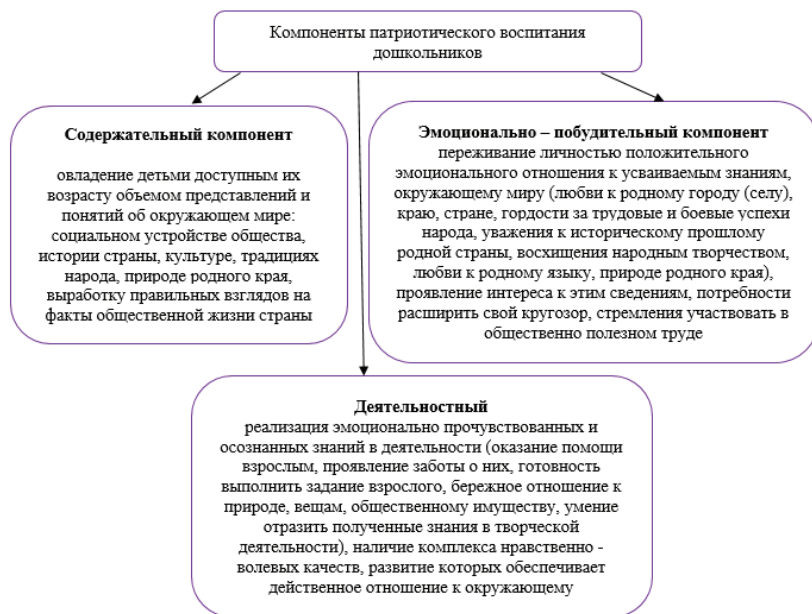 Компоненты патриотического воспитания
дошкольников
Содержательный компонент
овладение детьми доступным их
возрасту объемом представлений и
понятий об окружающем мире:
социальном устройстве общества,
истории страны, культуре, традициях
народа, природе родного края,
выработку правильных взглядов на
факты общественной жизни страны
Эмоционально – побудительный компонент
переживание личностью положительного
эмоционального отношения к усваиваемым знаниям,
окружающему миру (любви к родному городу (селу),
краю, стране, гордости за трудовые и боевые успехи
народа, уважения к историческому прошлому
родной страны, восхищения народным творчеством,
любви к родному языку, природе родного края),
проявление интереса к этим сведениям, потребности
расширить свой кругозор, стремления участвовать в
общественно полезном труде
Деятельностный
реализация эмоционально прочувствованных и
осознанных знаний в деятельности (оказание помощи
взрослым, проявление заботы о них, готовность
выполнить задание взрослого, бережное отношение к
природе, вещам, общественному имуществу, умение
отразить полученные знания в творческой
деятельности), наличие комплекса нравственно -
волевых качеств, развитие которых обеспечивает
действенное отношение к окружающему